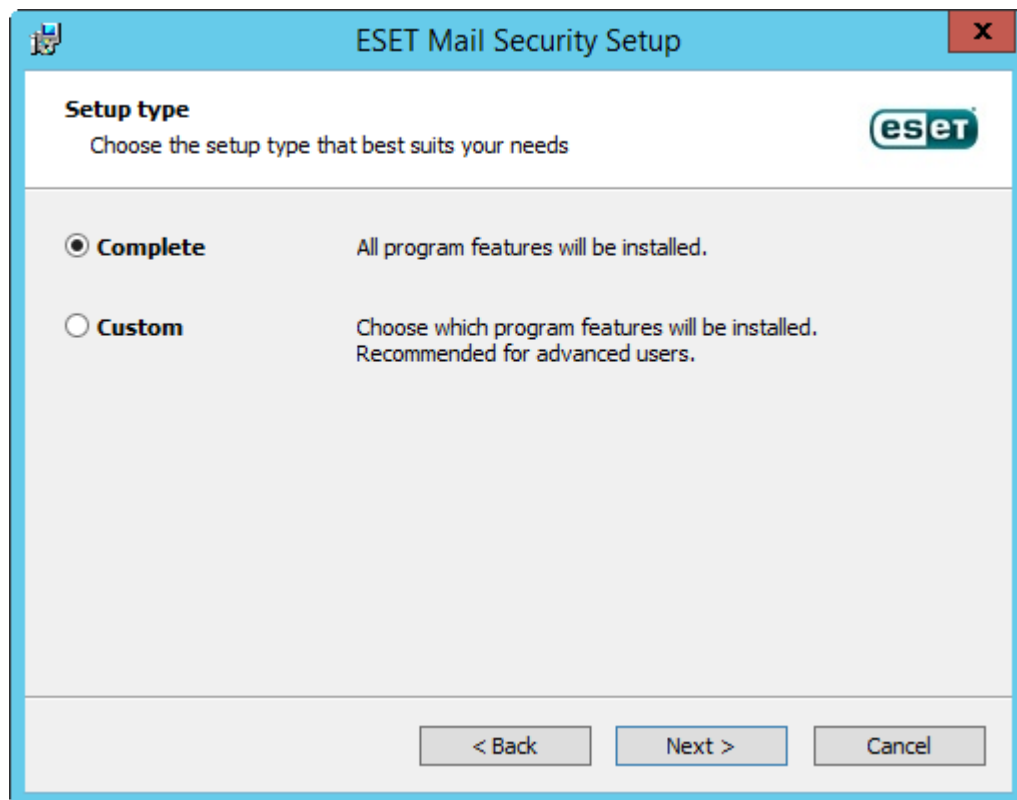 ESET Mail Security Setup
x
Setup type
Choose the setup type that best suits your needs
eseT
Complete
All program features will be installed.
Custom
Choose which program features will be installed.
Recommended for advanced users.
< Back
Next >
Cancel